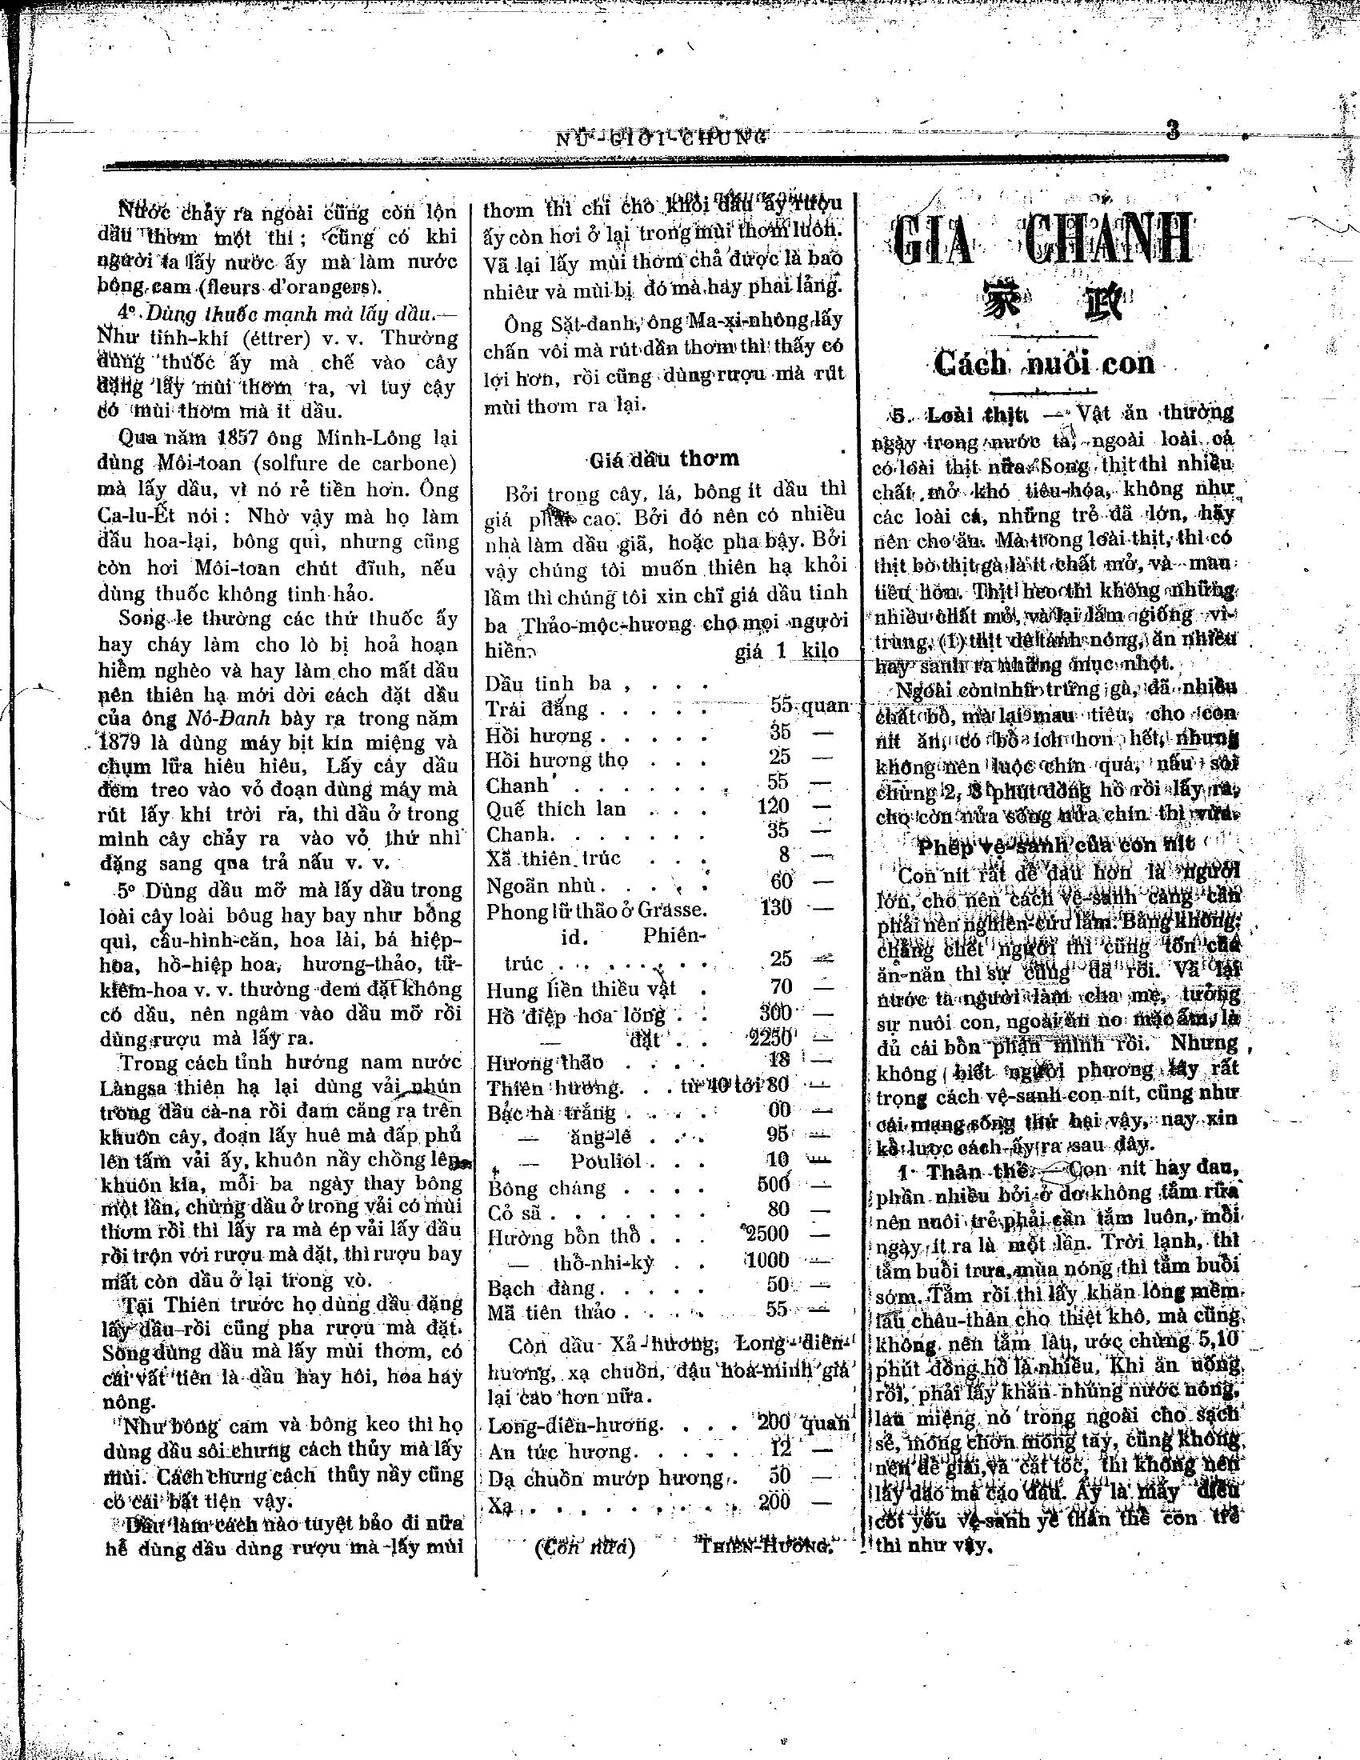 NỮ-GIỚI-CHUNG
3
Nước chảy ra ngoài cũng còn lộn
dầu thơm một thí ; cũng có khi
người ta lấy nước ấy mà làm nước
bông cam (fleurs d'orangers).
4º Dùng thuốc mạnh mà lấy dầu.—
Như tinh-khí (éttrer) v. v. Thường
dùng thuốc ấy mà chế vào cây
đặng lấy mùi thơm ra, vì tuy cây
có mùi thơm mà ít dầu.
Qua năm 1857 ông Minh-Lông lại
dùng Môi-toan (solfure de carbone)
mà lấy dầu, vì nó rẻ tiền hơn. Ông
Ca-lu-Ết nói : Nhờ vậy mà họ làm
dầu hoa-lại, bông quì, nhưng cũng
còn hơi Môi-toan chút đỉnh, nếu
dùng thuốc không tinh-hảo.
Song le thường các thứ thuốc ấy
hay cháy làm cho lò bị hoả hoạn
hiểm nghèo và hay làm cho mất dầu
nên thiên hạ mới dời cách đặt dầu
của ông Nô-Đanh bày ra trong năm
1879 là dùng máy bịt kín miệng và
chụm lửa hiêu hiêu, Lấy cây dầu
đem treo vào vỏ đoạn dùng máy mà
rút lấy khí trời ra, thì dầu ở trong
mình cây chảy ra vào vỏ thứ nhì
đặng sang qua trả nấu v. v.
5º Dùng dầu mỡ mà lấy dầu trong
loài cây loài bông hay bay như bông
quì, cẩu-hình-căn, hoa lài, bá hiệp-
hòa, hồ-hiệp hoa, hương-thảo, tử-
kiêm-hoa v. v. thường đem đặt không
có dầu, nên ngâm vào dầu mỡ rồi
dùng rượu mà lấy ra.
Trong cách tỉnh hướng nam nước
Làngsa thiên hạ lại dùng vải nhún
trong dầu cà-na rồi đam căng ra trên
khuôn cây, đoạn lấy huê mà đấp phủ
lên tấm vải ấy, khuôn nầy chồng lên
khuôn kia, mỗi ba ngày thay bông
một lần, chừng dầu ở trong vải có mùi
thơm rồi thì lấy ra mà ép vải lấy dầu
rồi trộn với rượu mà đặt, thì rượu bay
mất còn dầu ở lại trong vỏ.
Tại Thiên trước họ dùng dầu đặng
lấy dầu rồi cũng pha rượu mà đặt.
Song dùng dầu mà lấy mùi thơm, có
cái vất tiên là dầu hay hôi, hóa háy
nông.
Như bông cam và bông keo thì họ
dùng dầu sôi chưng cách thủy mà lấy
mùi. Cách chưng cách thủy nầy cũng
có cái bất tiện vậy.
Dầu làm cách nào tuyệt bảo đi nữa
hễ dùng dầu dùng rượu mà lấy mùi
thơm thì chỉ cho khỏi dầu ấy rượu
ấy còn hơi ở lại trong mùi thơm luôn.
Vã lại lấy mùi thơm chả được là bao
nhiêu và mùi bị đó mà hay phai lảng.
Ông Sặt-đanh, ông Ma-xi-nhông lấy
chấn vôi mà rút dần thơm thì thấy có
lợi hơn, rồi cũng dùng rượu mà rút
mùi thơm ra lại.
Giá dầu thơm
Bởi trong cây, lá, bông ít dầu thì
giá phải cao. Bởi đó nên có nhiều
nhà làm dầu giã, hoặc pha bậy. Bởi
vậy chúng tôi muốn thiên hạ khỏi
lầm thì chúng tôi xin chỉ giá dầu tinh
ba Thảo-mộc-hương cho mọi người
hiển. giá 1 kilo
Dầu tinh ba , . . .
Trái đắng . . . . . 55 quan
Hồi hương . . . . . 35 —
Hồi hương thọ . . . 25 —
Chanh . . . . . . 55 —
Quế thích lan . . . 120 —
Chanh. . . . . . . 35 —
Xã thiên trúc . . . 8 —
Ngoãn nhù. . . . . 60 —
Phong lữ thảo ở Grasse. 130 —
id. Phiên-
trúc . . . . . . . 25 —
Hung liền thiều vật . 70 —
Hồ điệp hoa lông . . 300 —
— đặt . . 2250 —
Hương thảo . . . . 18 —
Thiên hương. . . từ 40 tới 80 —
Bạc hà trắng . . . . 60 —
— ăng-lê . . . 95 —
— Pouliol . . . 10 —
Bông cháng . . . . 500 —
Cỏ sã . . . . . . . 80 —
Hường bồn thồ . . . 2500 —
— thồ-nhi-kỳ . . 1000 —
Bạch đàng. . . . . 50 —
Mã tiên thảo . . . . 55 —
Còn dầu Xả-hương, Long-diên-
hương, xạ chuồn, đậu hoa-minh giá
lại cao hơn nữa.
Long-diên-hương. . . . 200 quan
An tức hương. . . . . 12 —
Dạ chuồn mướp hương. . 50 —
Xạ . . . . . . . . . 200 —
(Còn nữa) THIÊN-HƯƠNG.
GIA CHÁNH
家 政
Cách nuôi con
5. Loài thịt. — Vật ăn thường
ngày trong nước ta, ngoài loài cá
có loài thịt nữa. Song thịt thì nhiều
chất mở khó tiêu-hóa, không như
các loài cá, những trẻ đã lớn, hãy
nên cho ăn. Mà trong loài thịt, thì có
thịt bò thịt gà là ít chất mở, và mau
tiêu hơn. Thịt heo thì không những
nhiều chất mỏ, và lại lắm giống vi-
trùng, (1) thịt dê tánh nóng, ăn nhiều
hay sanh ra những mục nhọt.
Ngoài còn như trứng gà, đã nhiều
chất bổ, mà lại mau tiêu, cho con
nít ăn, có bổ ích hơn hết, nhưng
không nên luộc chín quá, nấu sôi
chừng 2, 3 phút đồng hồ rồi lấy ra,
cho còn nửa sống nửa chín thì vừa.
Phép vệ-sanh của con nít
Con nít rất dễ đau hơn là người
lớn, cho nên cách vệ-sanh càng cần
phải nên nghiên-cứu lắm. Bằng không,
chẳng chết người thì cũng tốn của
ăn-năn thì sự cũng đã rồi. Vã lại
nước ta người làm cha mẹ, tưởng
sự nuôi con, ngoài ăn no mặc ấm, là
đủ cái bổn phận mình rồi. Nhưng
không biết người phương tây rất
trọng cách vệ-sanh con nít, cũng như
cái mạng sống thứ hai vậy, nay xin
kể lược cách ấy ra sau đây.
1· Thân thể. — Con nít hay đau,
phần nhiều bởi ở dơ không tắm rửa
nên nuôi trẻ phải cần tắm luôn, mỗi
ngày ít ra là một lần. Trời lạnh, thì
tắm buổi trưa, mùa nóng thì tắm buổi
sớm. Tắm rồi thì lấy khăn lông mềm
lau châu-thân cho thiệt khô, mà cũng
không nên tắm lâu, ước chừng 5,10
phút đồng hồ là nhiều. Khi ăn uống
rồi, phải lấy khăn nhúng nước nóng,
lau miệng nó trong ngoài cho sạch
sẽ, móng chơn móng tay, cũng không
nên để giài, và cắt tóc, thì không nên
lấy dao mà cạo đầu. Ấy là mấy điều
cốt yếu vệ-sanh về thân thể con trẻ
thì như vậy.